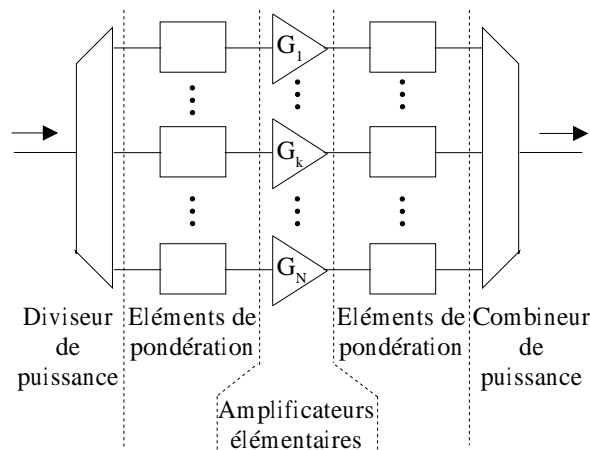 G1
Gk
GN
Diviseur de puissance
Eléments de pondération
Eléments de pondération
Combineur de puissance
Amplificateurs élémentaires